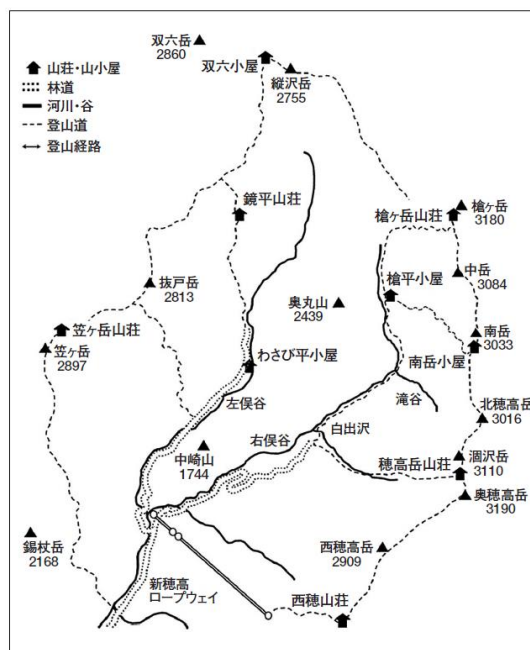 双六岳
2860
双六小屋
縦沢岳
2755
山荘・山小屋
林道
河川・谷
登山道
登山経路
鏡平山荘
槍ヶ岳山荘
槍ヶ岳
3180
中岳
3084
槍平小屋
抜戸岳
2813
奥丸山
2439
笠ヶ岳山荘
笠ヶ岳
2897
南岳
3033
南岳小屋
わさび平小屋
左俣谷
滝谷
北穂高岳
3016
白出沢
右俣谷
中崎山
1744
穂高岳山荘
涸沢岳
3110
奥穂高岳
3190
錫杖岳
2168
西穂高岳
2909
新穂高
ロープウェイ
西穂山荘